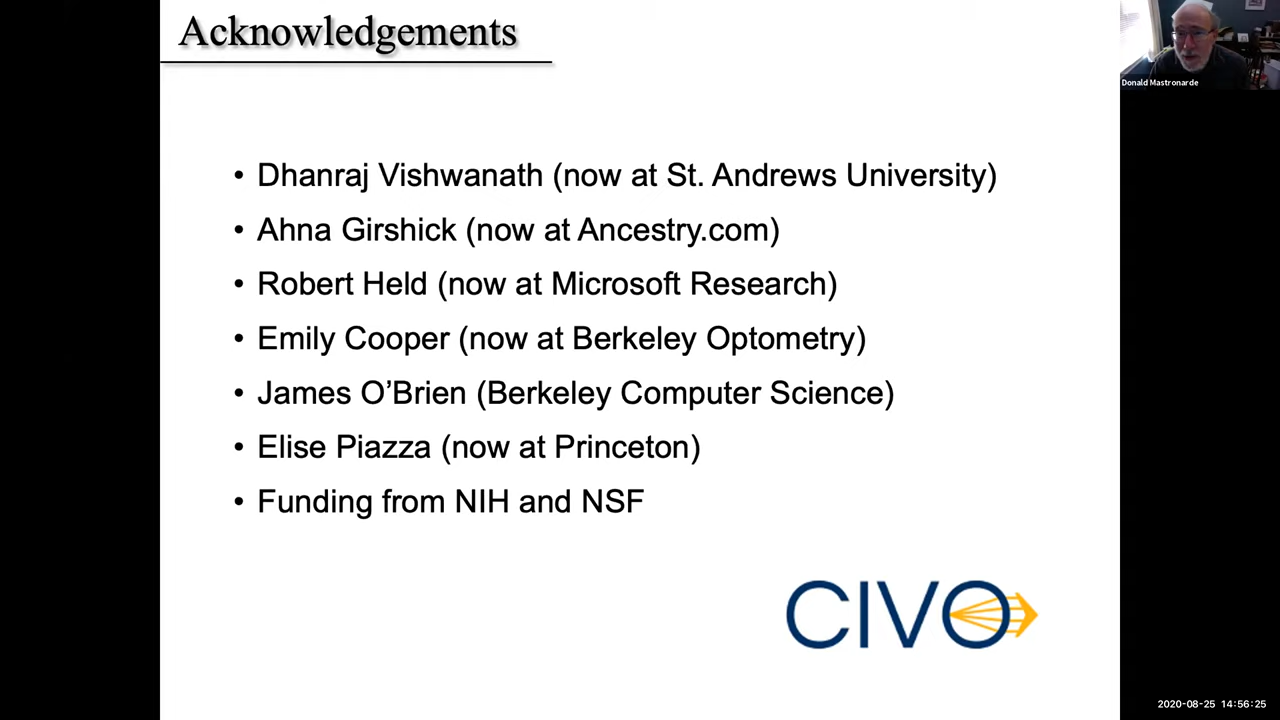 Acknowledgements
Donald Mastronarde
• Dhanraj Vishwanath (now at St. Andrews University)
• Ahna Girshick (now at Ancestry.com)
• Robert Held (now at Microsoft Research)
• Emily Cooper (now at Berkeley Optometry)
• James O’Brien (Berkeley Computer Science)
• Elise Piazza (now at Princeton)
• Funding from NIH and NSF
CIVO
2020-08-25 14:56:25